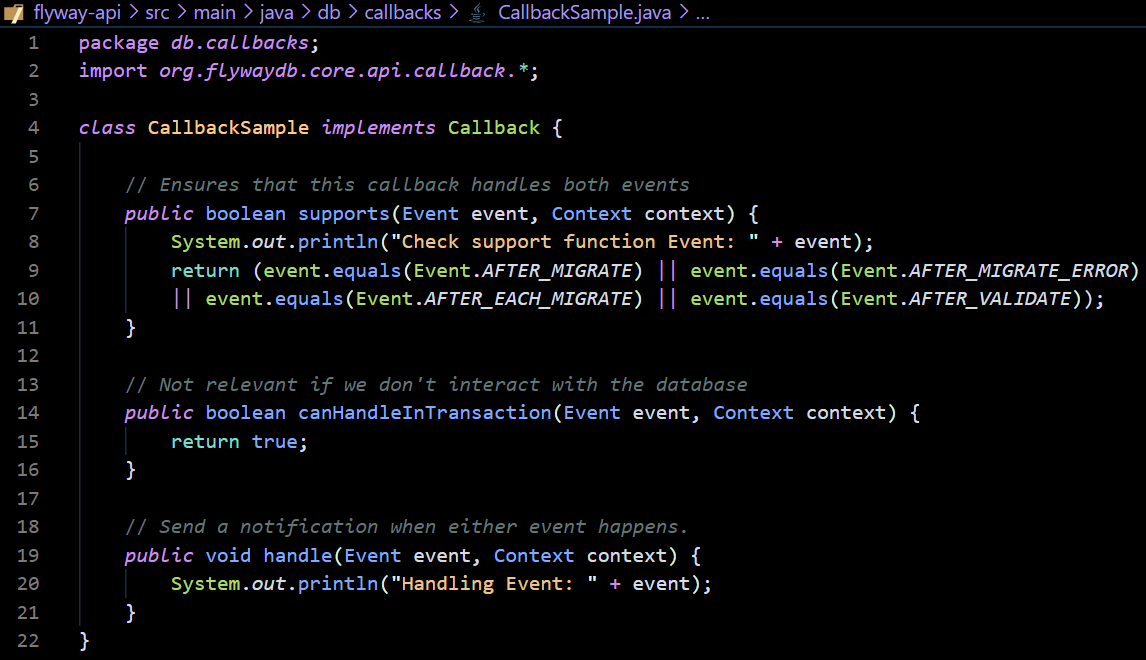 flyway-api > src > main > java > db > callbacks > CallbackSample.java > ...
1 package db.callbacks;
2 import org.flywaydb.core.api.callback.*;
3
4 class CallbackSample implements Callback {
5
6     // Ensures that this callback handles both events
7     public boolean supports(Event event, Context context) {
8         System.out.println("Check support function Event: " + event);
9         return (event.equals(Event.AFTER_MIGRATE) || event.equals(Event.AFTER_MIGRATE_ERROR)
10         || event.equals(Event.AFTER_EACH_MIGRATE) || event.equals(Event.AFTER_VALIDATE));
11     }
12
13     // Not relevant if we don't interact with the database
14     public boolean canHandleInTransaction(Event event, Context context) {
15         return true;
16     }
17
18     // Send a notification when either event happens.
19     public void handle(Event event, Context context) {
20         System.out.println("Handling Event: " + event);
21     }
22 }